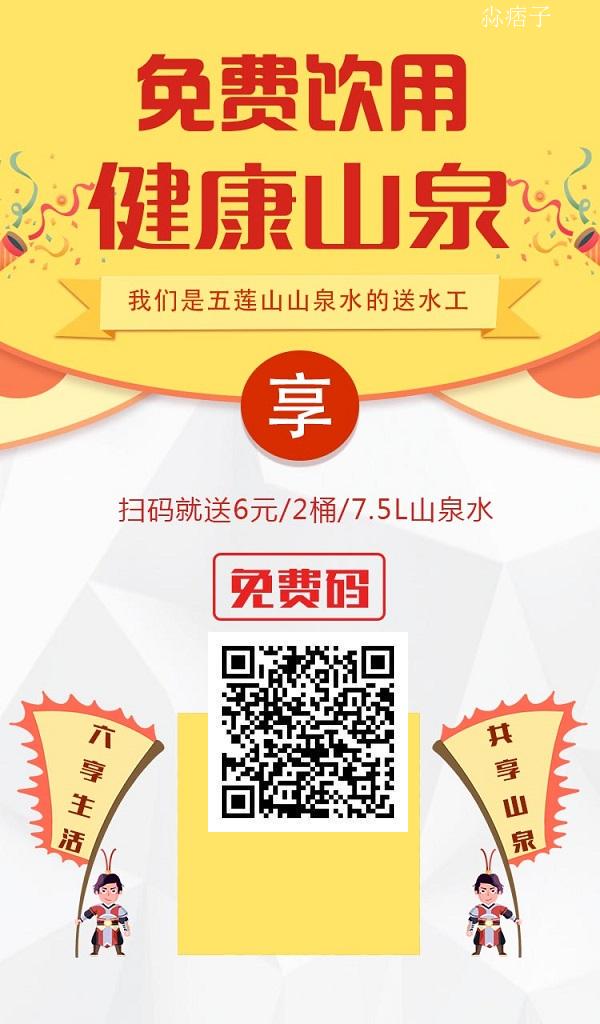 尛痞子
免费饮用
健康山泉
我们是五莲山山泉水的送水工
享
扫码就送6元/2桶/7.5L山泉水
免费码
六享生活
共享山泉